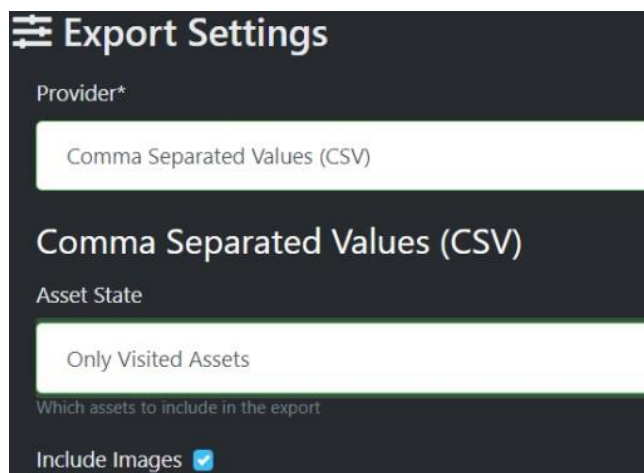 Export Settings
Provider*
Comma Separated Values (CSV)
Comma Separated Values (CSV)
Asset State
Only Visited Assets
Which assets to include in the export
Include Images